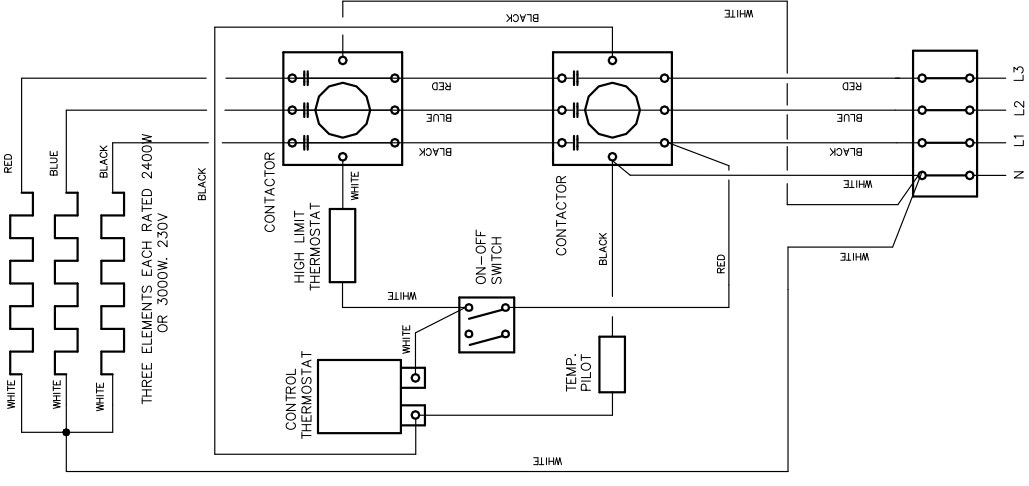 WHITE
BLACK
RED
BLUE
BLACK
RED
BLUE
BLACK
WHITE
WHITE
L3
L2
L1
N
RED
BLUE
BLACK
BLACK
THREE ELEMENTS EACH RATED 2400W
OR 3000W. 230V
WHITE
WHITE
WHITE
CONTACTOR
WHITE
HIGH LIMIT
THERMOSTAT
WHITE
ON-OFF
SWITCH
CONTACTOR
BLACK
RED
WHITE
CONTROL
THERMOSTAT
TEMP.
PILOT
WHITE